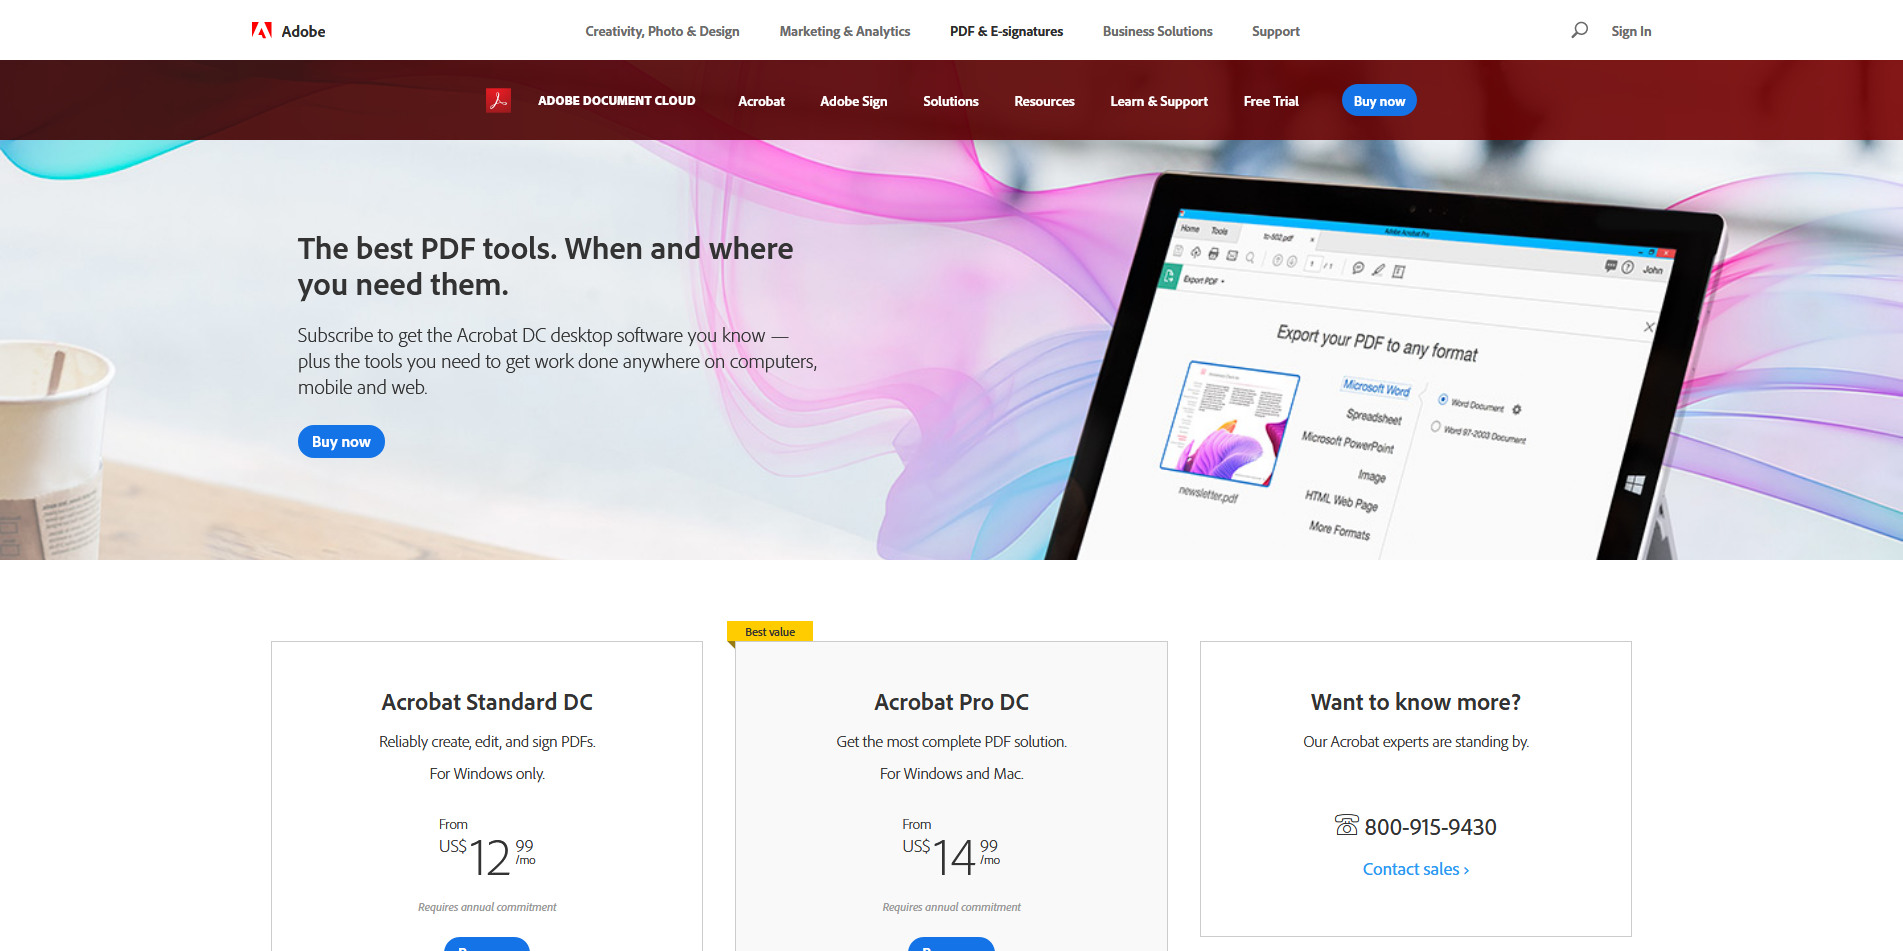 Adobe
Creativity, Photo & Design
Marketing & Analytics
PDF & E-signatures
Business Solutions
Support
Sign In
ADOBE DOCUMENT CLOUD
Acrobat
Adobe Sign
Solutions
Resources
Learn & Support
Free Trial
Buy now
The best PDF tools. When and where
you need them.
Subscribe to get the Acrobat DC desktop software you know —
plus the tools you need to get work done anywhere on computers,
mobile and web.
Buy now
Adobe Acrobat Pro
Home
Tools
tc-802.pdf
1 / 1
John
Export PDF
Export your PDF to any format
Microsoft Word
Spreadsheet
Microsoft PowerPoint
Image
HTML Web Page
More Formats
Word Document
Word 97-2003 Document
newsletter.pdf
Best value
Acrobat Standard DC
Reliably create, edit, and sign PDFs.
For Windows only.
From
US$12 99
/mo
Requires annual commitment
Acrobat Pro DC
Get the most complete PDF solution.
For Windows and Mac.
From
US$14 99
/mo
Requires annual commitment
Want to know more?
Our Acrobat experts are standing by.
800-915-9430
Contact sales ›